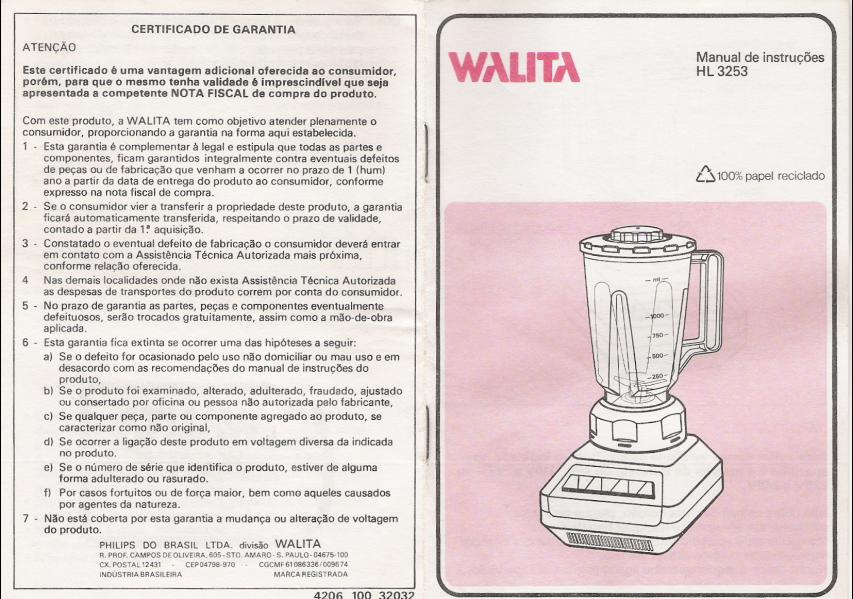 CERTIFICADO DE GARANTIA
ATENÇÃO
Este certificado é uma vantagem adicional oferecida ao consumidor,
porém, para que o mesmo tenha validade é imprescindível que seja
apresentada a competente NOTA FISCAL de compra do produto.
Com este produto, a WALITA tem como objetivo atender plenamente o
consumidor, proporcionando a garantia na forma aqui estabelecida.
1 - Esta garantia é complementar à legal e estipula que todas as partes e
componentes, ficam garantidos integralmente contra eventuais defeitos
de peças ou de fabricação que venham a ocorrer no prazo de 1 (hum)
ano a partir da data de entrega do produto ao consumidor, conforme
expresso na nota fiscal de compra.
2 - Se o consumidor vier a transferir a propriedade deste produto, a garantia
ficará automaticamente transferida, respeitando o prazo de validade,
contado a partir da 1ª aquisição.
3 - Constatado o eventual defeito de fabricação o consumidor deverá entrar
em contato com a Assistência Técnica Autorizada mais próxima,
conforme relação oferecida.
4 Nas demais localidades onde não exista Assistência Técnica Autorizada
as despesas de transportes do produto correm por conta do consumidor.
5 - No prazo de garantia as partes, peças e componentes eventualmente
defeituosos, serão trocados gratuitamente, assim como a mão-de-obra
aplicada.
6 - Esta garantia fica extinta se ocorrer uma das hipóteses a seguir:
a) Se o defeito for ocasionado pelo uso não domiciliar ou mau uso e em
desacordo com as recomendações do manual de instruções do
produto,
b) Se o produto foi examinado, alterado, adulterado, fraudado, ajustado
ou consertado por oficina ou pessoa não autorizada pelo fabricante,
c) Se qualquer peça, parte ou componente agregado ao produto, se
caracterizar como não original,
d) Se ocorrer a ligação deste produto em voltagem diversa da indicada
no produto.
e) Se o número de série que identifica o produto, estiver de alguma
forma adulterado ou rasurado.
f) Por casos fortuitos ou de força maior, bem como aqueles causados
por agentes da natureza.
7 - Não está coberta por esta garantia a mudança ou alteração de voltagem
do produto.
PHILIPS DO BRASIL LTDA. divisão WALITA
R. PROF. CAMPOS DE OLIVEIRA, 605 - STO. AMARO - S. PAULO - 04675-100
CX. POSTAL 12431 - CEP 04798-970 - CGCMF 61086336/009674
INDÚSTRIA BRASILEIRA MARCA REGISTRADA
4206 100 32032
WALITA
Manual de instruções
HL 3253
100% papel reciclado
ml
1000
750
500
250